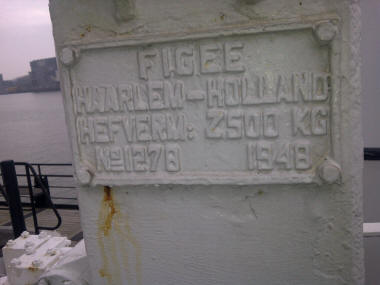 FIGEE
HAARLEM-HOLLAND
HEFVERM: 2500 KG
No 1278 1948